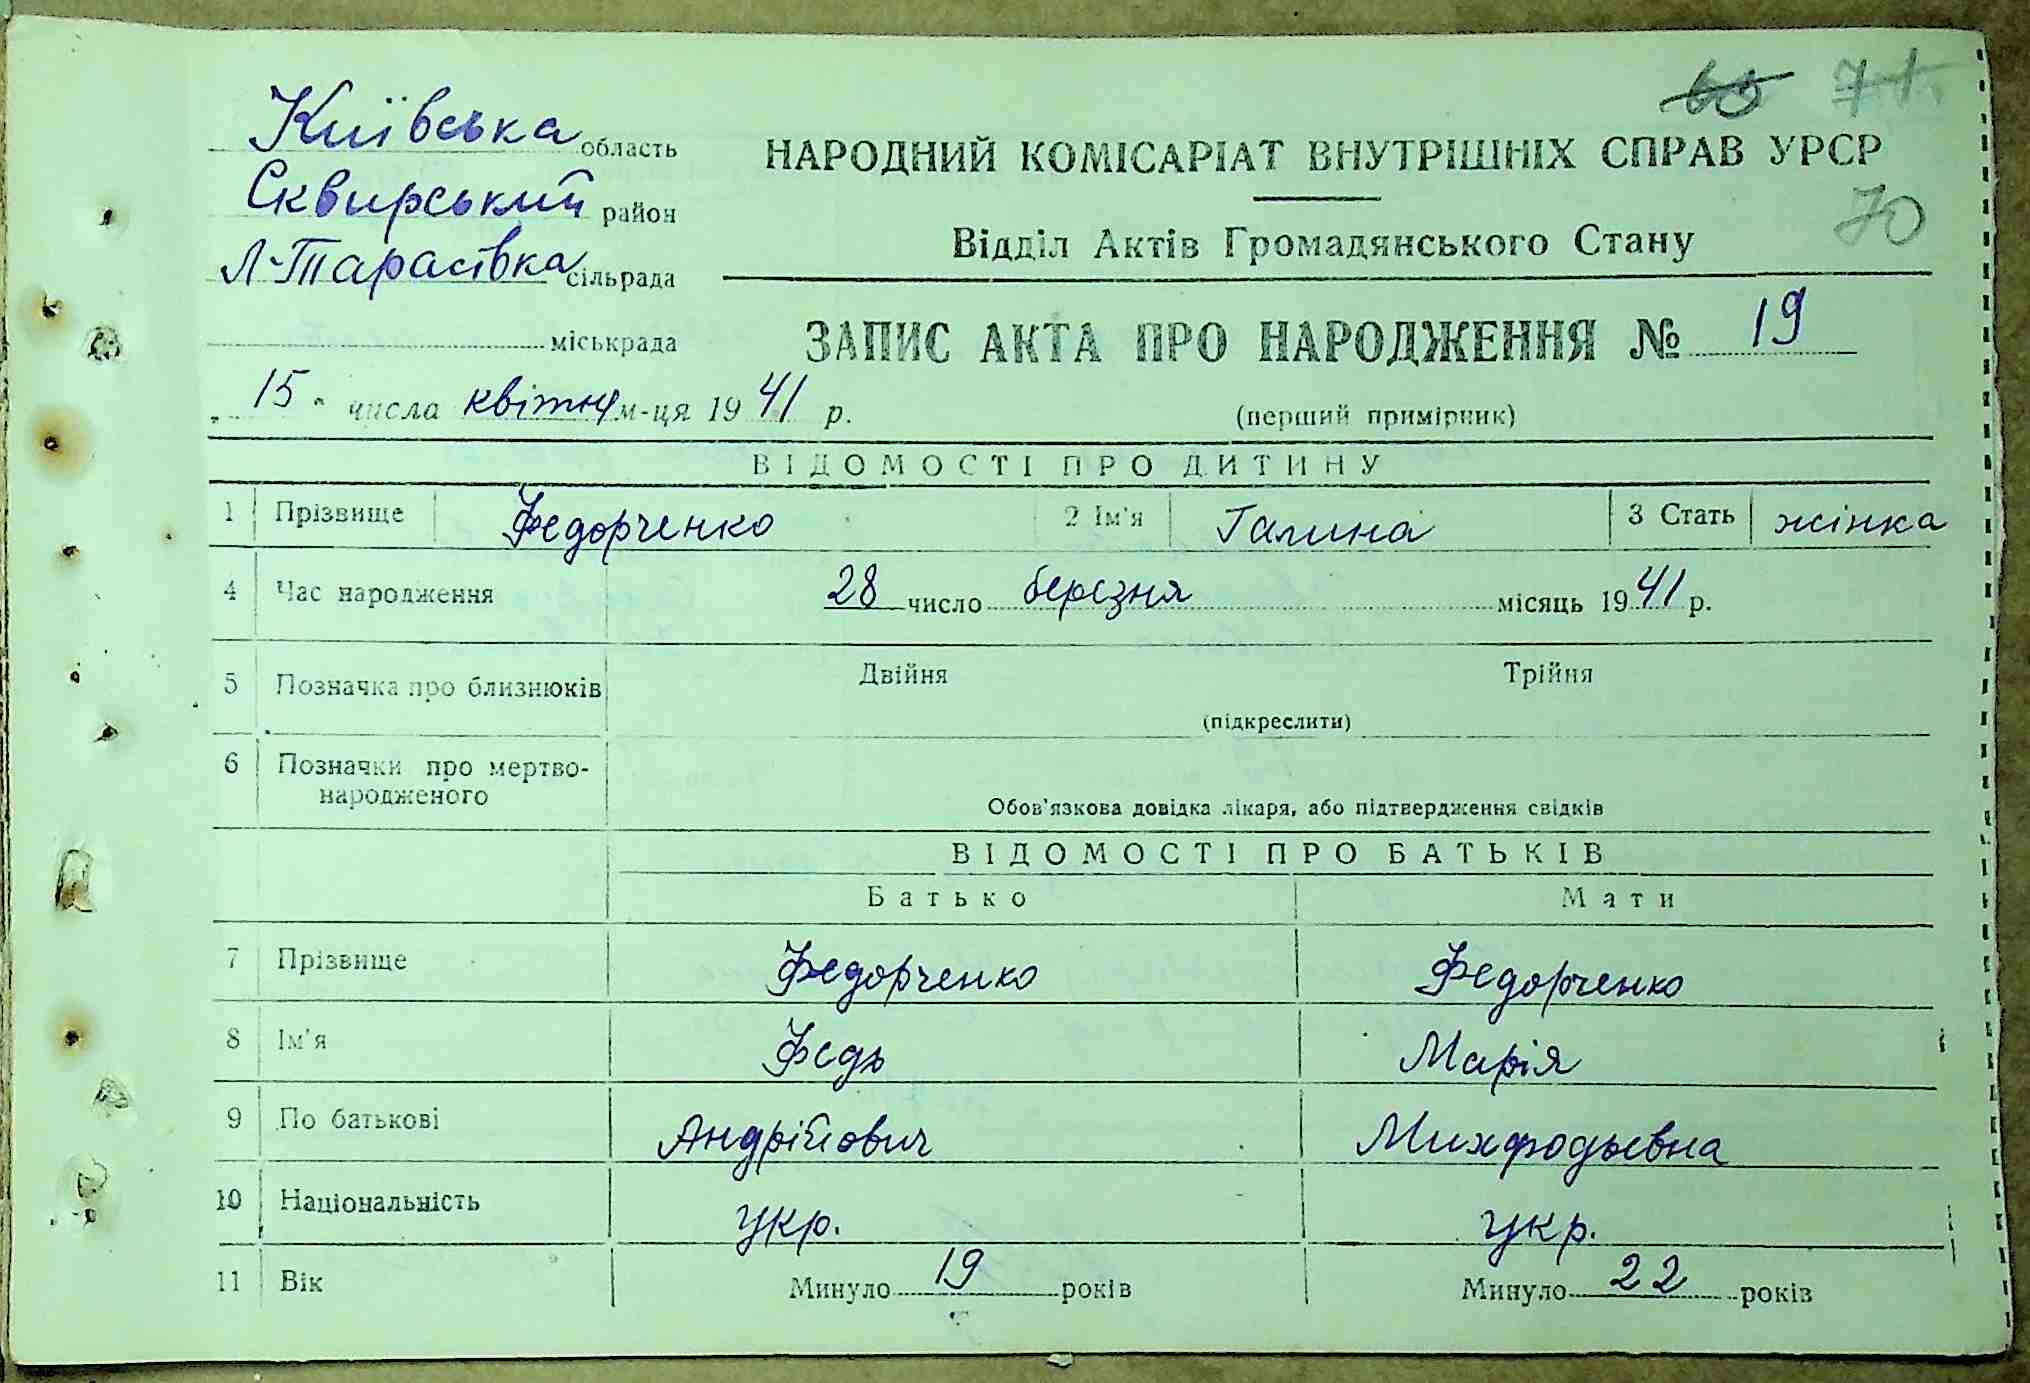 60 71.
Київська область
НАРОДНИЙ КОМІСАРІАТ ВНУТРІШНІХ СПРАВ УРСР
Сквирський район
70
Відділ Актів Громадянського Стану
Л-Тарасівка сільрада
міськрада
ЗАПИС АКТА ПРО НАРОДЖЕННЯ № 19
„15" числа квітня м-ця 1941 р.
(перший примірник)
ВІДОМОСТІ ПРО ДИТИНУ
1 Прізвище Федорченко 2 Ім'я Галина 3 Стать жінка
4 Час народження 28 число березня місяць 1941 р.
5 Позначка про близнюків Двійня Трійня
(підкреслити)
6 Позначки про мертво-
народженого
Обов'язкова довідка лікаря, або підтвердження свідків
ВІДОМОСТІ ПРО БАТЬКІВ
Батько Мати
7 Прізвище Федорченко Федорченко
8 Ім'я Федь Марія
9 По батькові Андрійович Михфодьевна
10 Національність укр. укр.
11 Вік Минуло 19 років Минуло 22 років